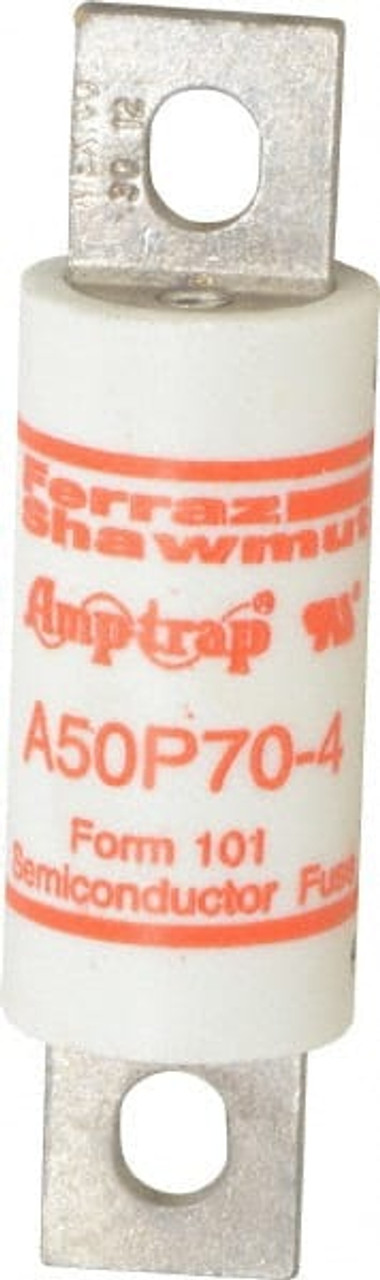 Ferraz
Shawmut
Amp-trap®
A50P70-4
Form 101
Semiconductor Fuse